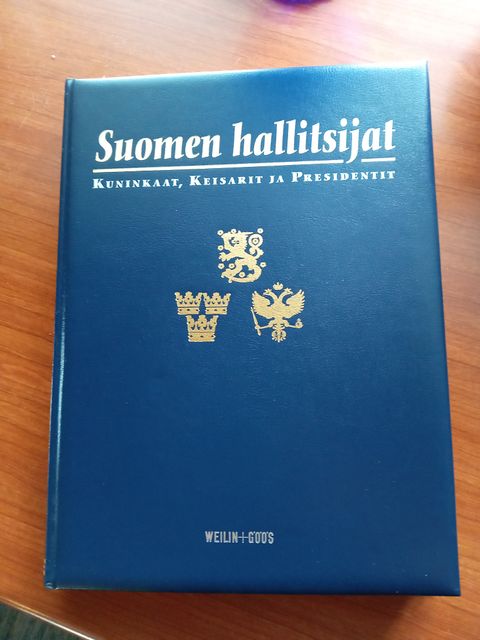 Suomen hallitsijat
KUNINKAAT, KEISARIT JA PRESIDENTIT
WEILIN+GÖÖS